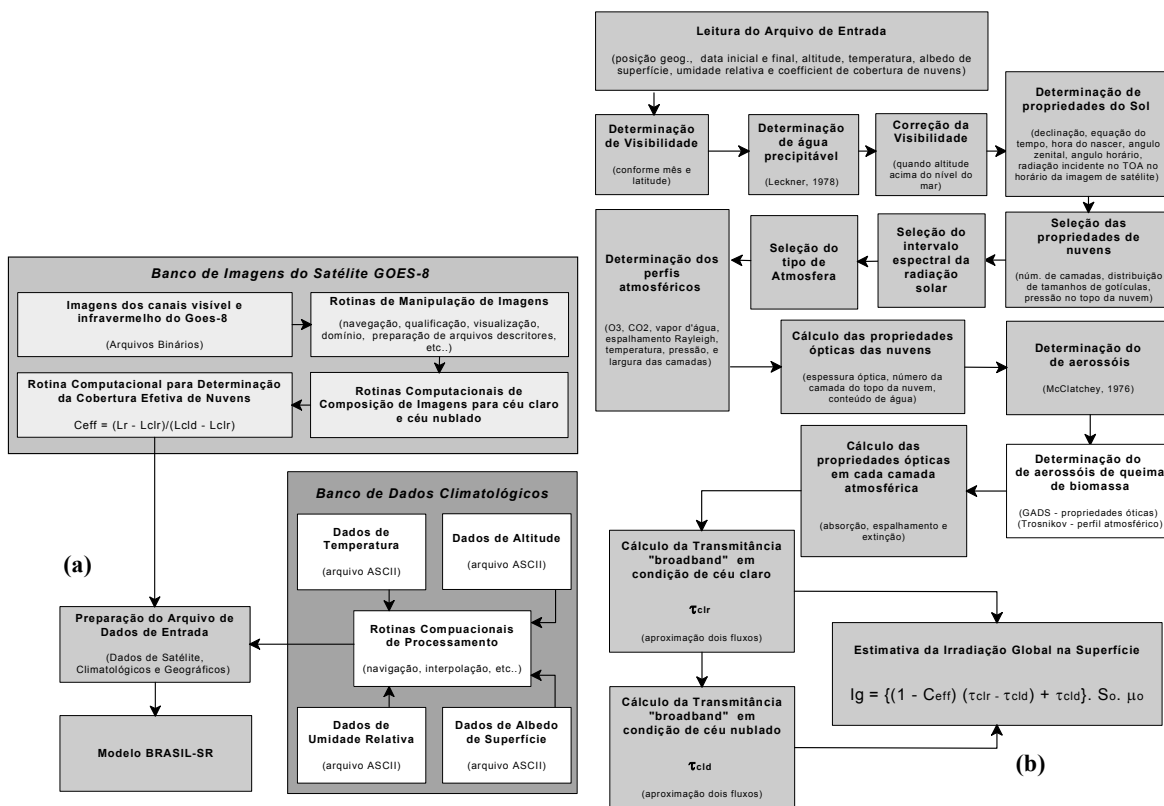 Banco de Imagens do Satélite GOES-8
Imagens dos canais visível e
infravermelho do Goes-8
(Arquivos Binários)
Rotinas de Manipulação de Imagens
(navegação, qualificação, visualização,
domínio, preparação de arquivos descritores,
etc..)
Rotina Computacional para Determinação
da Cobertura Efetiva de Nuvens
Ceff = (Lr - Lclr)/(Lcld - Lclr)
Rotinas Computacionais de
Composição de Imagens para céu claro
e céu nublado
Banco de Dados Climatológicos
Dados de
Temperatura
(arquivo ASCII)
Dados de Altitude
(arquivo ASCII)
(a)
Preparação do Arquivo de
Dados de Entrada
(Dados de Satélite,
Climatológicos e Geográficos)
Rotinas Compuacionais
de Processamento
(navegação, interpolação, etc..)
Modelo BRASIL-SR
Dados de
Umidade Relativa
(arquivo ASCII)
Dados de Albedo
de Superfície
(arquivo ASCII)
Leitura do Arquivo de Entrada
(posição geog., data inicial e final, altitude, temperatura, albedo de
superfície, umidade relativa e coefficient de cobertura de nuvens)
Determinação
de Visibilidade
(conforme mês e
latitude)
Determinação
de água
precipitável
(Leckner, 1978)
Correção da
Visibilidade
(quando altitude
acima do nível do
mar)
Determinação de
propriedades do Sol
(declinação, equação do
tempo, hora do nascer, angulo
zenital, angulo horário,
radiação incidente no TOA no
horário da imagem de satélite)
Determinação dos
perfis
atmosféricos
(O3, CO2, vapor d'água,
espalhamento Rayleigh,
temperatura, pressão, e
largura das camadas)
Seleção do
tipo de
Atmosfera
Seleção do
intervalo
espectral da
radiação
solar
Seleção das
propriedades de
nuvens
(núm. de camadas, distribuição
de tamanhos de gotículas,
pressão no topo da nuvem)
Cálculo das propriedades
ópticas das nuvens
(espessura óptica, número da
camada do topo da nuvem,
conteúdo de água)
Determinação do
de aerossóis
(McClatchey, 1976)
Cálculo das
propriedades ópticas
em cada camada
atmosférica
(absorção, espalhamento e
extinção)
Determinação do
de aerossóis de queima
de biomassa
(GADS - propriedades óticas)
(Trosnikov - perfil atmosférico)
Cálculo da Transmitância
"broadband" em
condição de céu claro
τclr
(aproximação dois fluxos)
Estimativa da Irradiação Global na Superfície
Ig = {(1 - Ceff) (τclr - τcld) + τcld}. So. μo
Cálculo da Transmitância
"broadband" em
condição de céu nublado
τcld
(aproximação dois fluxos)
(b)